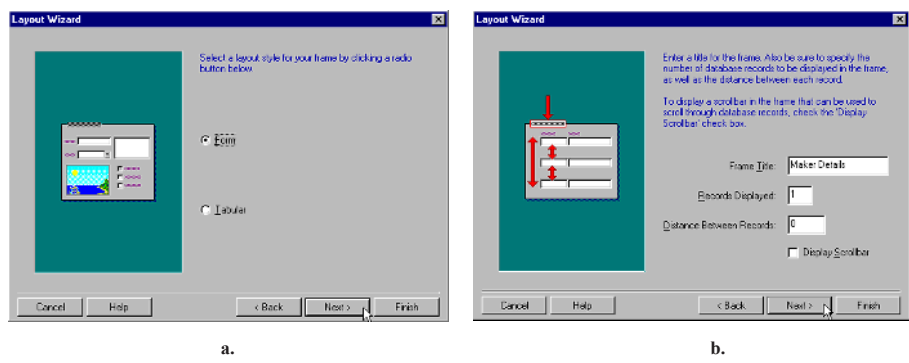 Layout Wizard
Select a layout style for your frame by clicking a radio
button below.
Form
Tabular
Cancel
Help
< Back
Next >
Finish
a.
Layout Wizard
Enter a title for the frame. Also be sure to specify the
number of database records to be displayed in the frame,
as well as the distance between each record.
To display a scrollbar in the frame that can be used to
scroll through database records, check the 'Display
Scrollbar' check box.
Frame Title: Maker Details
Records Displayed: 1
Distance Between Records: 0
Display Scrollbar
Cancel
Help
< Back
Next >
Finish
b.